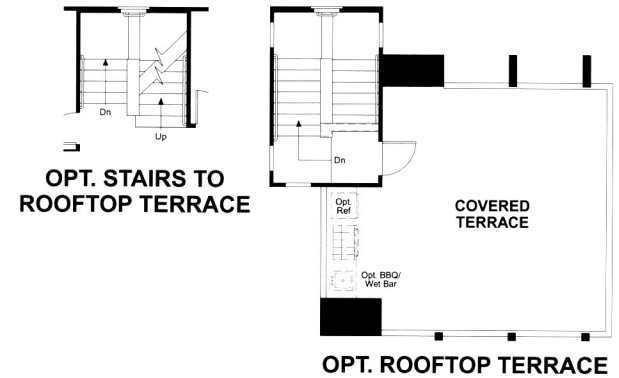 Dn
Up
OPT. STAIRS TO
ROOFTOP TERRACE
Dn
Opt.
Ref
COVERED
TERRACE
Opt. BBQ/
Wet Bar
OPT. ROOFTOP TERRACE